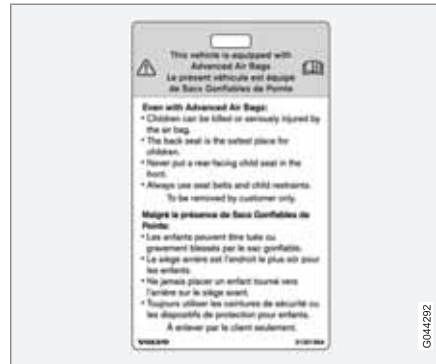 This vehicle is equipped with
Advanced Air Bags
Le présent véhicule est équipé
de Sacs Gonflables de Pointe
Even with Advanced Air Bags:
• Children can be killed or seriously injured by
the air bag.
• The back seat is the safest place for
children.
• Never put a rear-facing child seat in the
front.
• Always use seat belts and child restraints.
To be removed by customer only.
Malgré la présence de Sacs Gonflables de
Pointe:
• Les enfants peuvent être tués ou
gravement blessés par le sac gonflable.
• Le siège arrière est l'endroit le plus sûr pour
les enfants.
• Ne jamais placer un enfant tourné vers
l'arrière sur le siège avant.
• Toujours utiliser les ceintures de sécurité ou
les dispositifs de protection pour enfants.
À enlever par le client seulement.
VOLVO
G044292